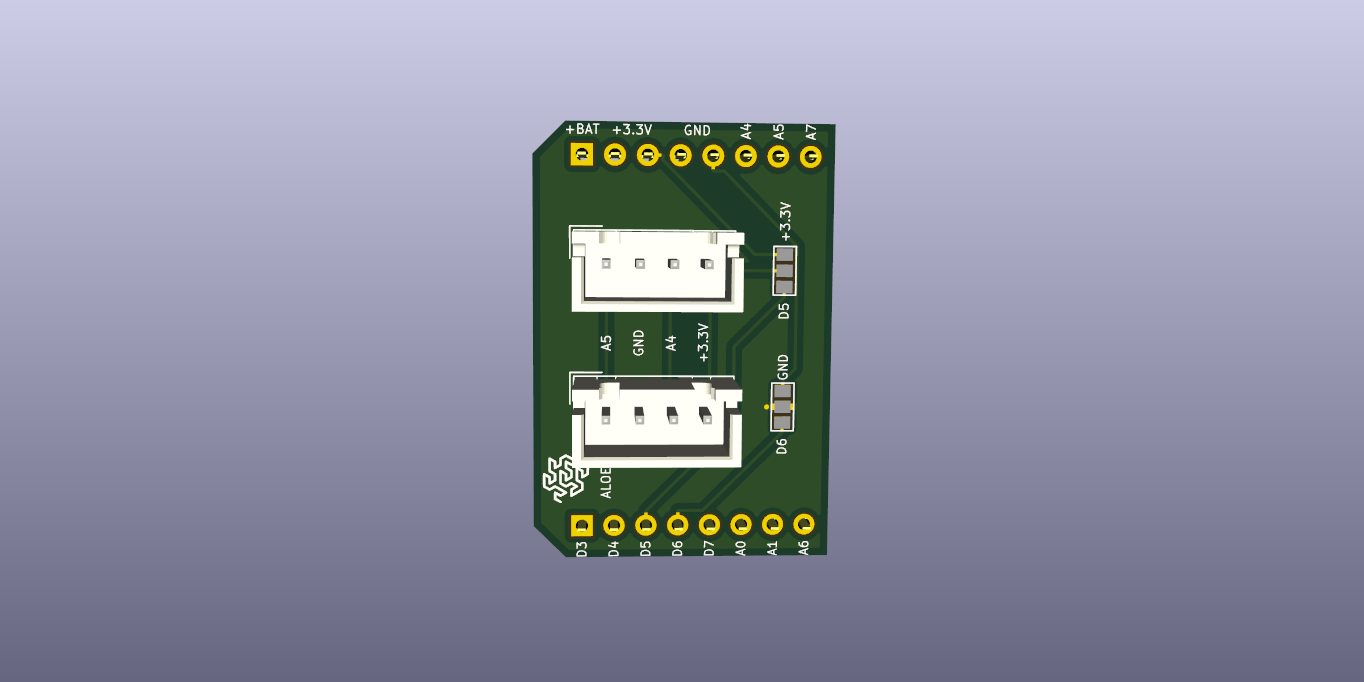 +BAT +3.3V GND A4 A5 A7
+3.3V
D5
A5 GND A4 +3.3V
GND
D6
D3 D4 D5 D6 D7 A0 A1 A6